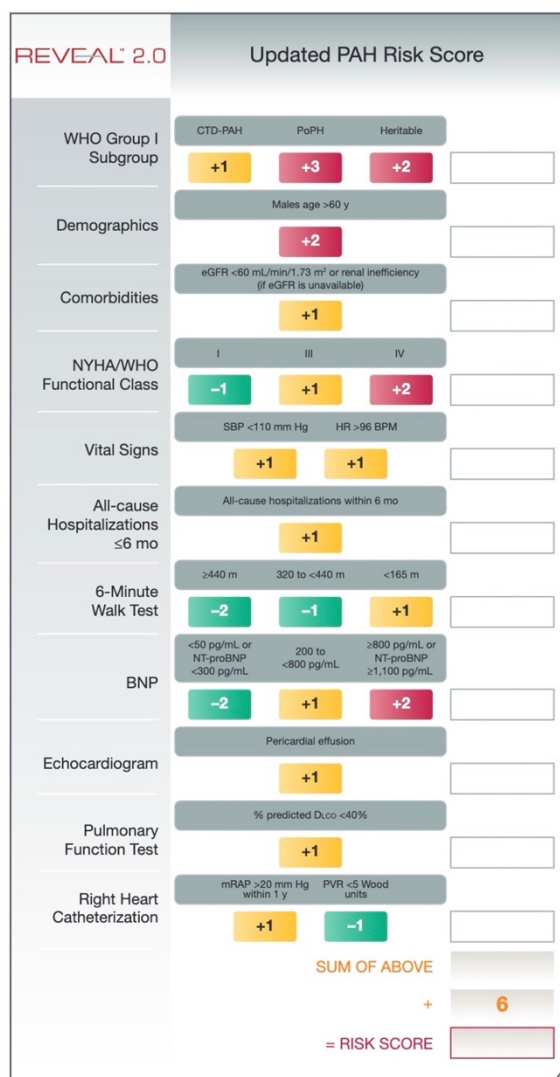 REVEAL® 2.0
Updated PAH Risk Score
WHO Group I
Subgroup
CTD-PAH PoPH Heritable
+1 +3 +2
Demographics
Males age >60 y
+2
Comorbidities
eGFR <60 mL/min/1.73 m² or renal inefficiency
(if eGFR is unavailable)
+1
NYHA/WHO
Functional Class
I III IV
−1 +1 +2
Vital Signs
SBP <110 mm Hg HR >96 BPM
+1 +1
All-cause
Hospitalizations
≤6 mo
All-cause hospitalizations within 6 mo
+1
6-Minute
Walk Test
≥440 m 320 to <440 m <165 m
−2 −1 +1
BNP
<50 pg/mL or
NT-proBNP
<300 pg/mL
200 to
<800 pg/mL
≥800 pg/mL or
NT-proBNP
≥1,100 pg/mL
−2 +1 +2
Echocardiogram
Pericardial effusion
+1
Pulmonary
Function Test
% predicted DLCO <40%
+1
Right Heart
Catheterization
mRAP >20 mm Hg
within 1 y
PVR <5 Wood
units
+1 −1
SUM OF ABOVE
+ 6
= RISK SCORE